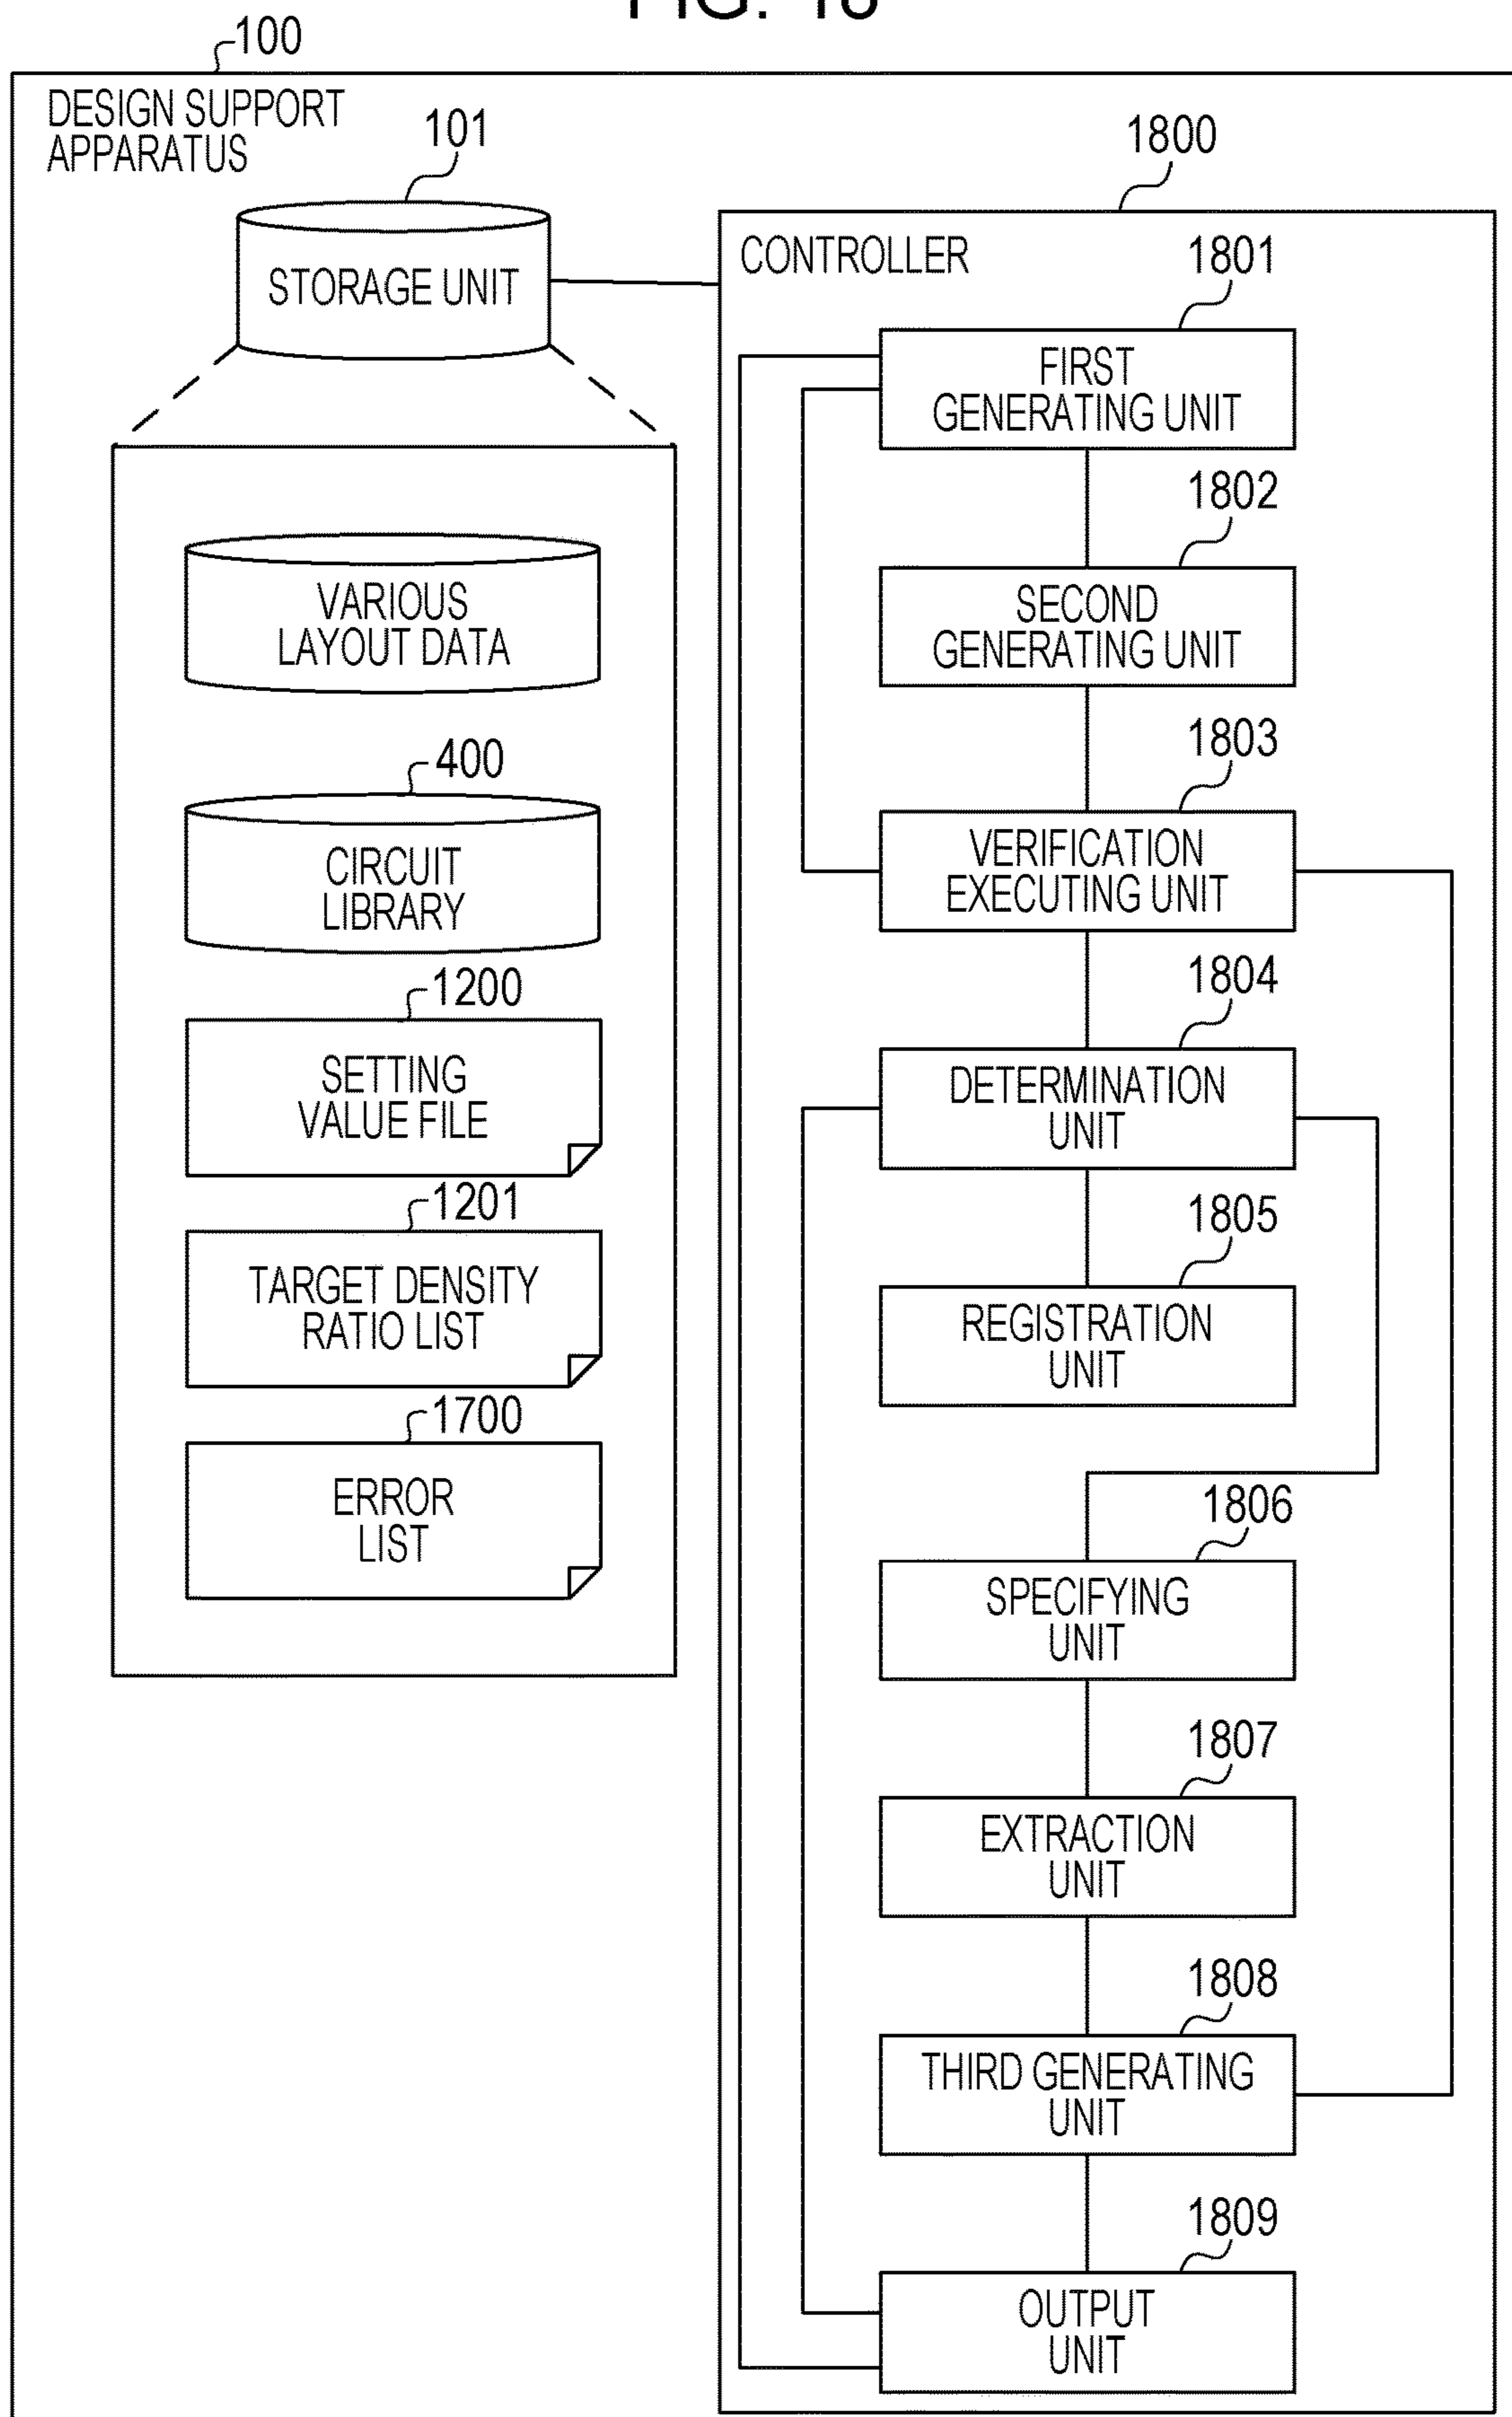 FIG. 18
100
DESIGN SUPPORT
APPARATUS
101
STORAGE UNIT
VARIOUS
LAYOUT DATA
400
CIRCUIT
LIBRARY
1200
SETTING
VALUE FILE
1201
TARGET DENSITY
RATIO LIST
1700
ERROR
LIST
1800
CONTROLLER
1801
FIRST
GENERATING UNIT
1802
SECOND
GENERATING UNIT
1803
VERIFICATION
EXECUTING UNIT
1804
DETERMINATION
UNIT
1805
REGISTRATION
UNIT
1806
SPECIFYING
UNIT
1807
EXTRACTION
UNIT
1808
THIRD GENERATING
UNIT
1809
OUTPUT
UNIT